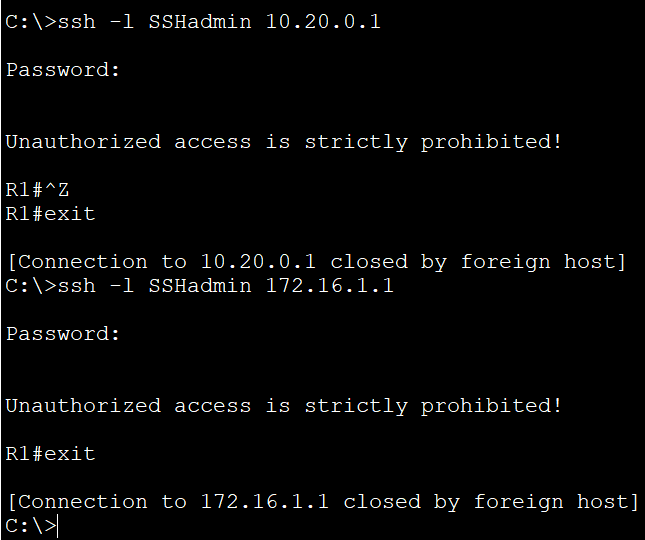 C:\>ssh -l SSHadmin 10.20.0.1
Password:
Unauthorized access is strictly prohibited!
R1#^Z
R1#exit
[Connection to 10.20.0.1 closed by foreign host]
C:\>ssh -l SSHadmin 172.16.1.1
Password:
Unauthorized access is strictly prohibited!
R1#exit
[Connection to 172.16.1.1 closed by foreign host]
C:\>